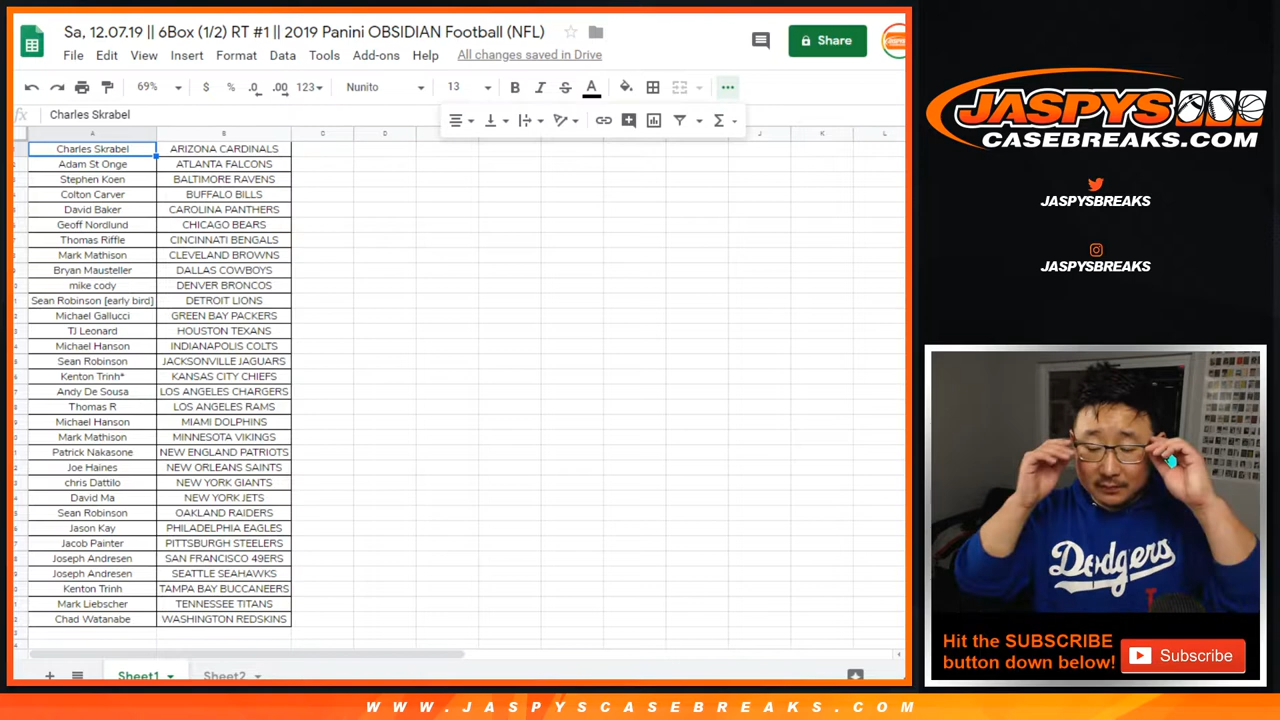 Sa, 12.07.19 || 6Box (1/2) RT #1 || 2019 Panini OBSIDIAN Football (NFL)
File Edit View Insert Format Data Tools Add-ons Help All changes saved in Drive
Share
69% $ % .0 .00 123 Nunito 13 B I S A
fx Charles Skrabel
A B C D E F G H I J K L
Charles Skrabel ARIZONA CARDINALS
Adam St Onge ATLANTA FALCONS
Stephen Koen BALTIMORE RAVENS
Colton Carver BUFFALO BILLS
David Baker CAROLINA PANTHERS
Geoff Nordlund CHICAGO BEARS
Thomas Riffle CINCINNATI BENGALS
Mark Mathison CLEVELAND BROWNS
Bryan Mausteller DALLAS COWBOYS
mike cody DENVER BRONCOS
Sean Robinson [early bird] DETROIT LIONS
Michael Gallucci GREEN BAY PACKERS
TJ Leonard HOUSTON TEXANS
Michael Hanson INDIANAPOLIS COLTS
Sean Robinson JACKSONVILLE JAGUARS
Kenton Trinh* KANSAS CITY CHIEFS
Andy De Sousa LOS ANGELES CHARGERS
Thomas R LOS ANGELES RAMS
Michael Hanson MIAMI DOLPHINS
Mark Mathison MINNESOTA VIKINGS
Patrick Nakasone NEW ENGLAND PATRIOTS
Joe Haines NEW ORLEANS SAINTS
chris Dattilo NEW YORK GIANTS
David Ma NEW YORK JETS
Sean Robinson OAKLAND RAIDERS
Jason Kay PHILADELPHIA EAGLES
Jacob Painter PITTSBURGH STEELERS
Joseph Andresen SAN FRANCISCO 49ERS
Joseph Andresen SEATTLE SEAHAWKS
Kenton Trinh TAMPA BAY BUCCANEERS
Mark Liebscher TENNESSEE TITANS
Chad Watanabe WASHINGTON REDSKINS
Sheet1 Sheet2
JASPYS
CASEBREAKS.COM
JASPYSBREAKS
JASPYSBREAKS
Dodgers
Hit the SUBSCRIBE
button down below!
Subscribe
WWW.JASPYSCASEBREAKS.COM